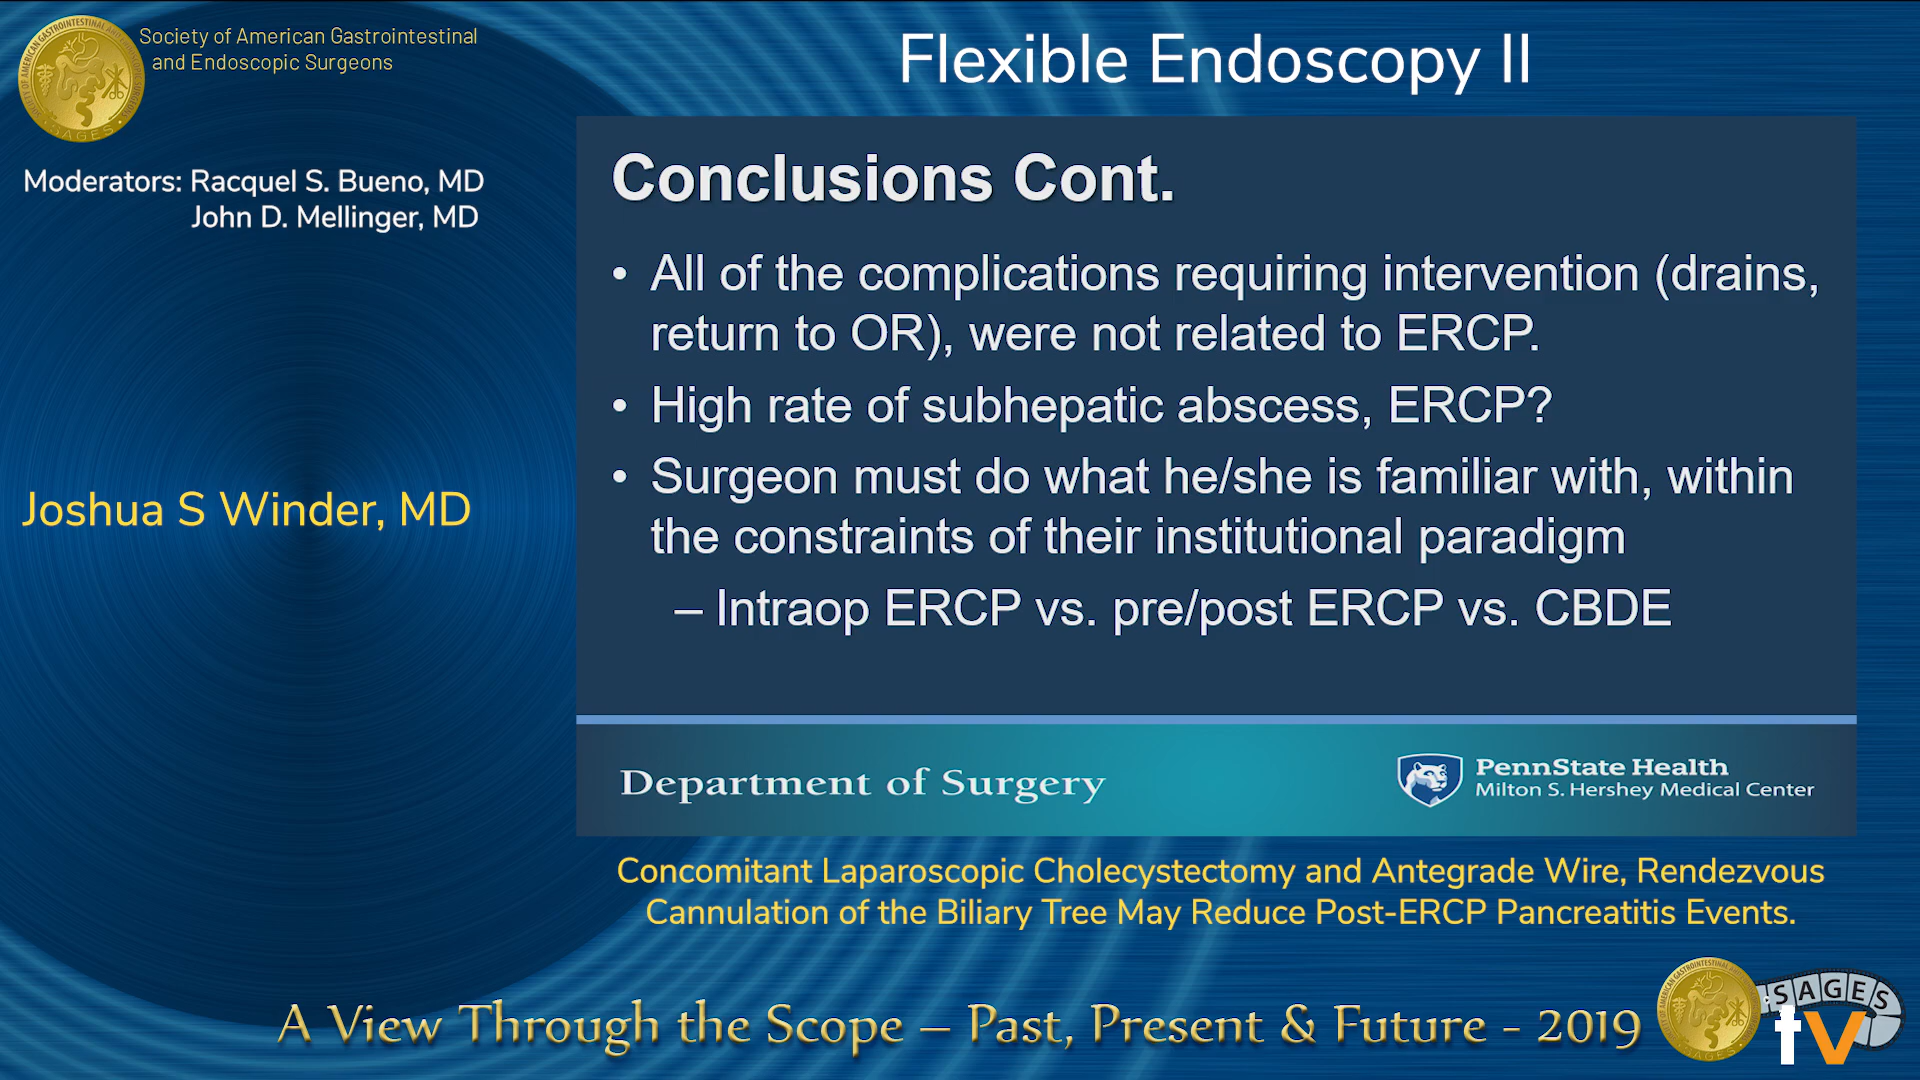 Society of American Gastrointestinal
and Endoscopic Surgeons
Flexible Endoscopy II
Moderators: Racquel S. Bueno, MD
John D. Mellinger, MD
Joshua S Winder, MD
Conclusions Cont.
• All of the complications requiring intervention (drains,
return to OR), were not related to ERCP.
• High rate of subhepatic abscess, ERCP?
• Surgeon must do what he/she is familiar with, within
the constraints of their institutional paradigm
– Intraop ERCP vs. pre/post ERCP vs. CBDE
Department of Surgery
PennState Health
Milton S. Hershey Medical Center
Concomitant Laparoscopic Cholecystectomy and Antegrade Wire, Rendezvous
Cannulation of the Biliary Tree May Reduce Post-ERCP Pancreatitis Events.
A View Through the Scope – Past, Present & Future - 2019
SAGES
tv